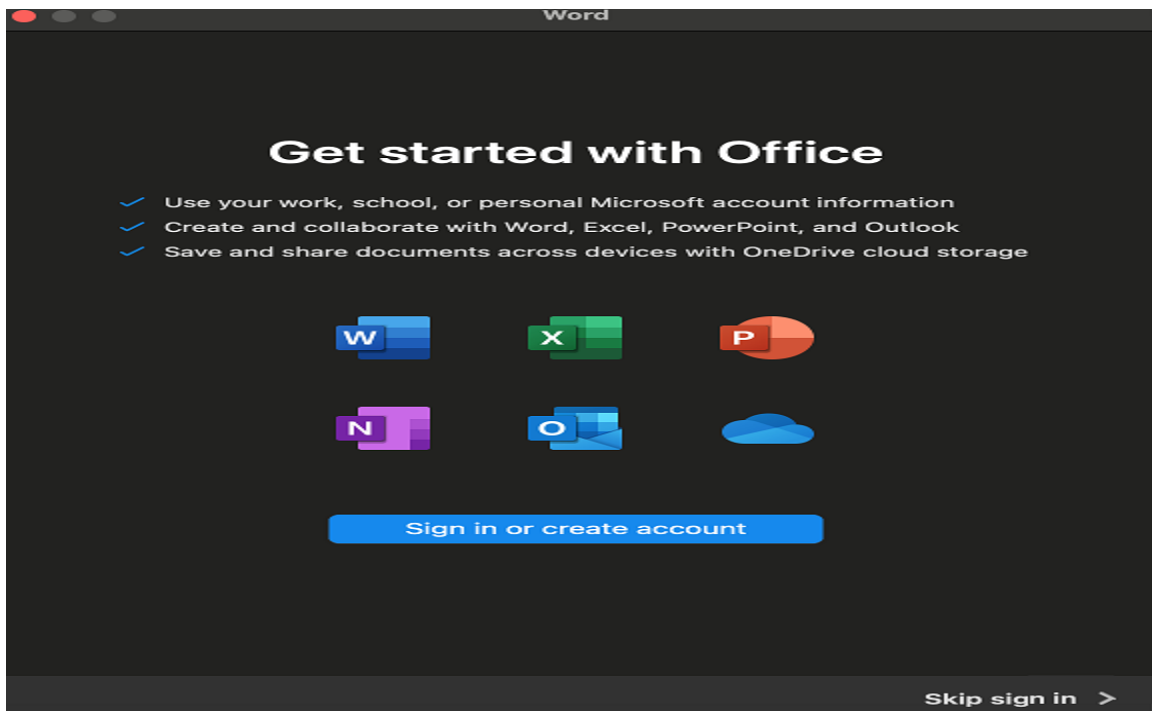 Word
Get started with Office
Use your work, school, or personal Microsoft account information
Create and collaborate with Word, Excel, PowerPoint, and Outlook
Save and share documents across devices with OneDrive cloud storage
W X P
N O
Sign in or create account
Skip sign in >